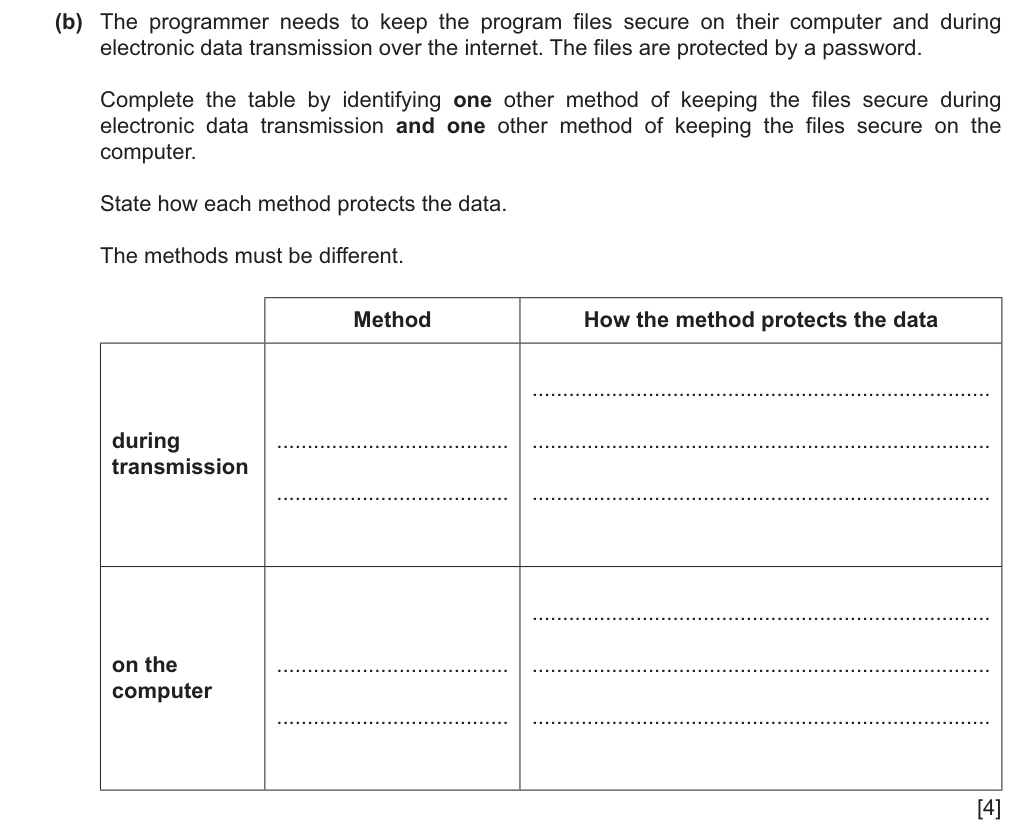 (b) The programmer needs to keep the program files secure on their computer and during
electronic data transmission over the internet. The files are protected by a password.
Complete the table by identifying one other method of keeping the files secure during
electronic data transmission and one other method of keeping the files secure on the
computer.
State how each method protects the data.
The methods must be different.
Method How the method protects the data
during
transmission
on the
computer
[4]